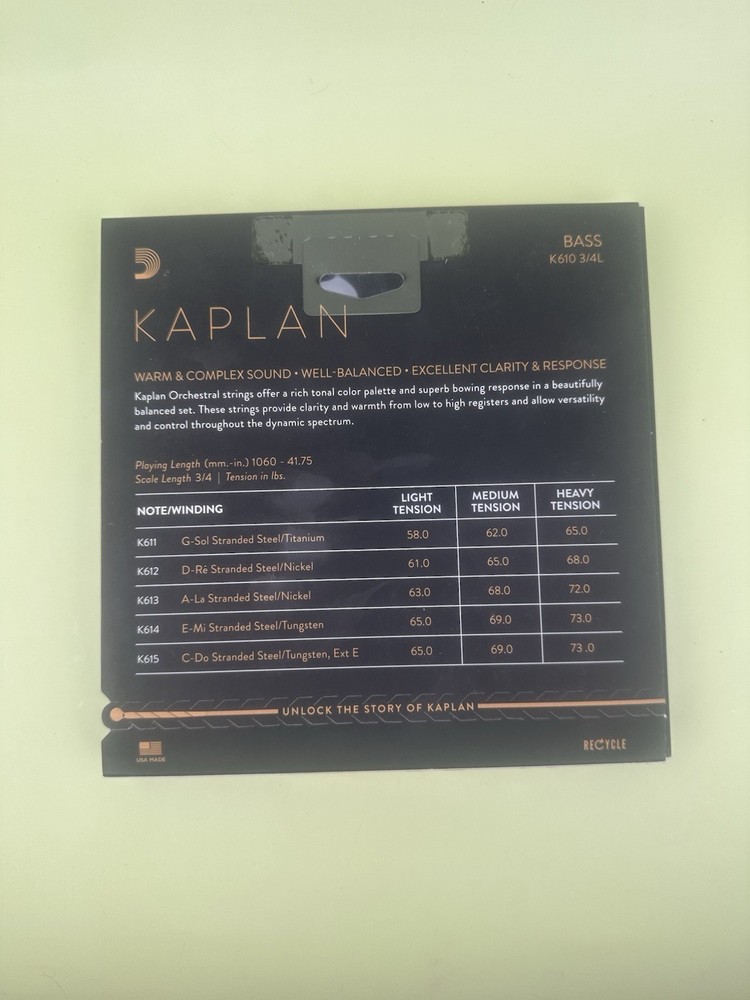 BASS
K610 3/4L
KAPLAN
WARM & COMPLEX SOUND • WELL-BALANCED • EXCELLENT CLARITY & RESPONSE
Kaplan Orchestral strings offer a rich tonal color palette and superb bowing response in a beautifully
balanced set. These strings provide clarity and warmth from low to high registers and allow versatility
and control throughout the dynamic spectrum.
Playing Length (mm.-in.) 1060 - 41.75
Scale Length 3/4 | Tension in lbs.
NOTE/WINDING LIGHT TENSION MEDIUM TENSION HEAVY TENSION
K611 G-Sol Stranded Steel/Titanium 58.0 62.0 65.0
K612 D-Ré Stranded Steel/Nickel 61.0 65.0 68.0
K613 A-La Stranded Steel/Nickel 63.0 68.0 72.0
K614 E-Mi Stranded Steel/Tungsten 65.0 69.0 73.0
K615 C-Do Stranded Steel/Tungsten, Ext E 65.0 69.0 73.0
UNLOCK THE STORY OF KAPLAN
USA MADE
RECYCLE